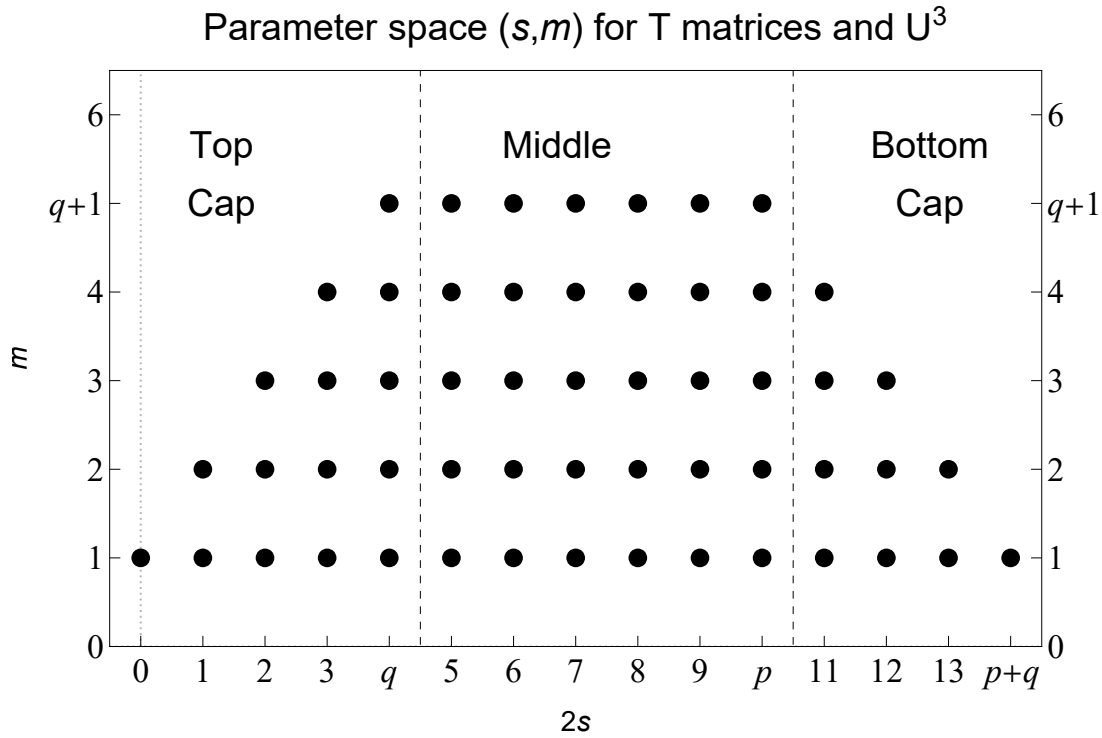 Parameter space (s,m) for T matrices and U³
6 Top Middle Bottom 6
q+1 Cap Cap q+1
4 4
3 3
m
2 2
1 1
0 0
0 1 2 3 q 5 6 7 8 9 p 11 12 13 p+q
2s